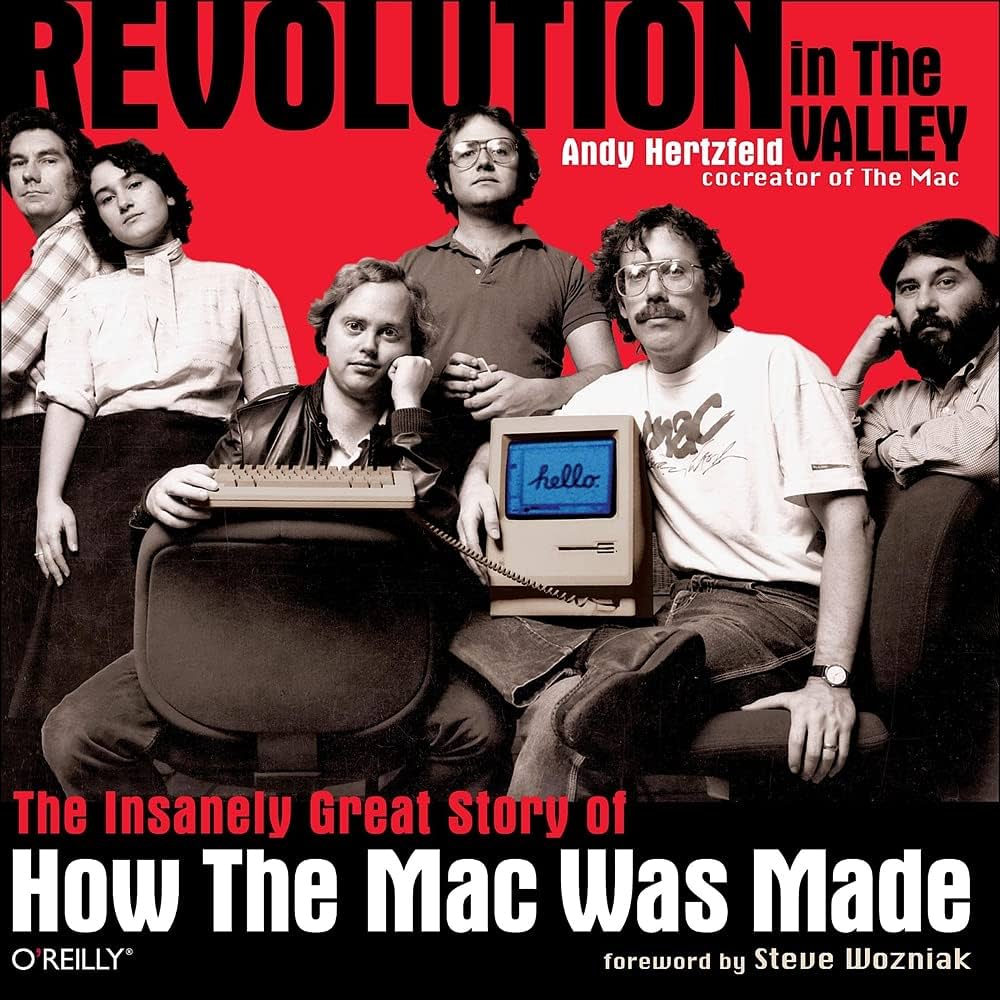 REVOLUTION
in The
VALLEY
Andy Hertzfeld
cocreator of The Mac
mac
hello.
The Insanely Great Story of
How The Mac Was Made
O'REILLY®
foreword by Steve Wozniak